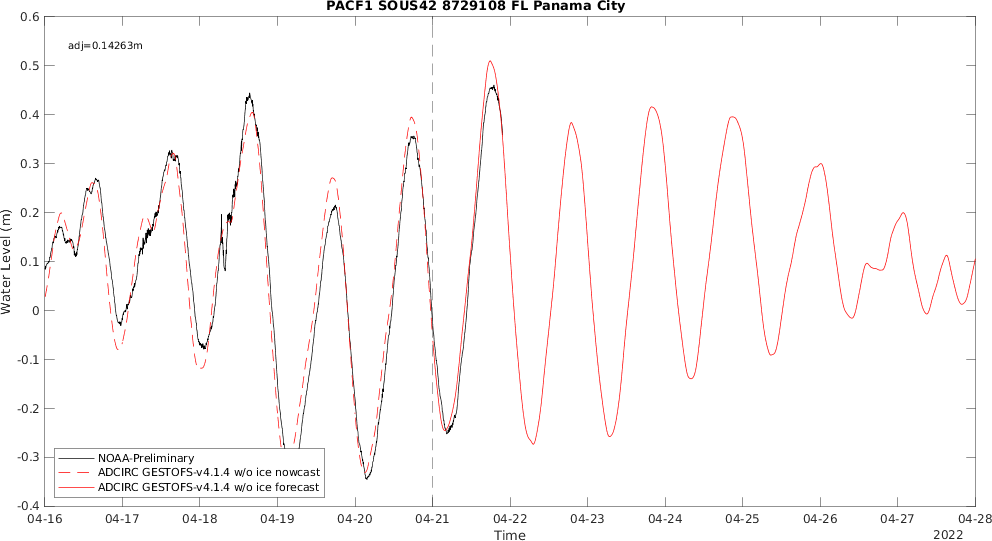 PACF1 SOUS42 8729108 FL Panama City
adj=0.14263m
Water Level (m)
0.6
0.5
0.4
0.3
0.2
0.1
0
-0.1
-0.2
-0.3
-0.4
NOAA-Preliminary
ADCIRC GESTOFS-v4.1.4 w/o ice nowcast
ADCIRC GESTOFS-v4.1.4 w/o ice forecast
04-16 04-17 04-18 04-19 04-20 04-21 04-22 04-23 04-24 04-25 04-26 04-27 04-28
Time
2022